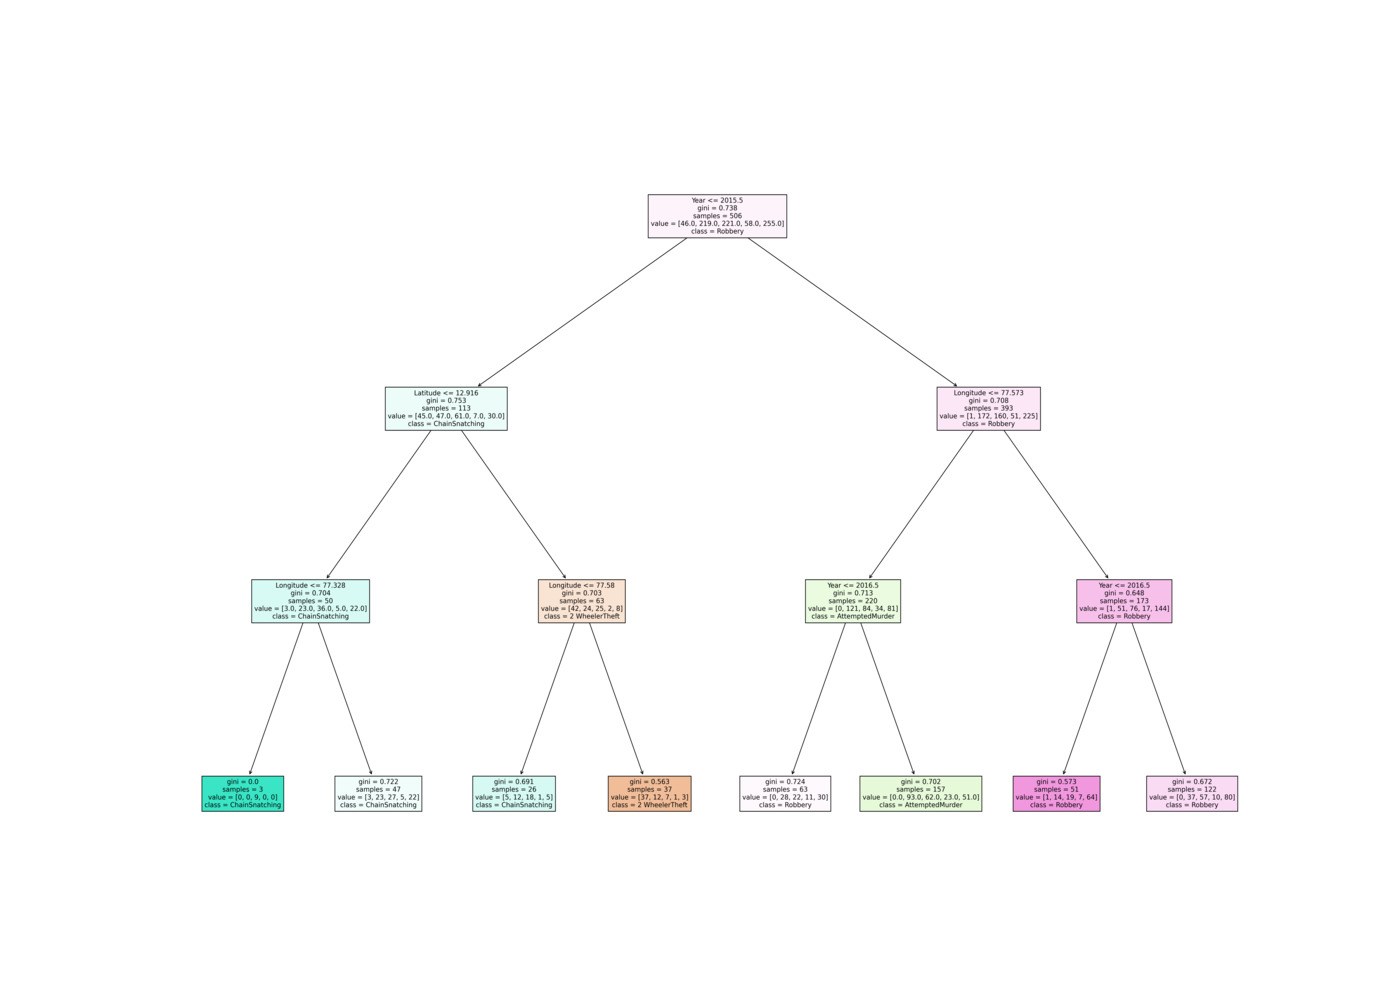 Year <= 2015.5
gini = 0.738
samples = 506
value = [46.0, 219.0, 221.0, 58.0, 255.0]
class = Robbery
Latitude <= 12.916
gini = 0.753
samples = 113
value = [45.0, 47.0, 61.0, 7.0, 30.0]
class = ChainSnatching
Longitude <= 77.573
gini = 0.708
samples = 393
value = [1, 172, 160, 51, 225]
class = Robbery
Longitude <= 77.328
gini = 0.704
samples = 50
value = [3.0, 23.0, 36.0, 5.0, 22.0]
class = ChainSnatching
Longitude <= 77.58
gini = 0.703
samples = 63
value = [42, 24, 25, 2, 8]
class = 2 WheelerTheft
Year <= 2016.5
gini = 0.713
samples = 220
value = [0, 121, 84, 34, 81]
class = AttemptedMurder
Year <= 2016.5
gini = 0.648
samples = 173
value = [1, 51, 76, 17, 144]
class = Robbery
gini = 0.0
samples = 3
value = [0, 0, 9, 0, 0]
class = ChainSnatching
gini = 0.722
samples = 47
value = [3, 23, 27, 5, 22]
class = ChainSnatching
gini = 0.691
samples = 26
value = [5, 12, 18, 1, 5]
class = ChainSnatching
gini = 0.563
samples = 37
value = [37, 12, 7, 1, 3]
class = 2 WheelerTheft
gini = 0.724
samples = 63
value = [0, 28, 22, 11, 30]
class = Robbery
gini = 0.702
samples = 157
value = [0.0, 93.0, 62.0, 23.0, 51.0]
class = AttemptedMurder
gini = 0.573
samples = 51
value = [1, 14, 19, 7, 64]
class = Robbery
gini = 0.672
samples = 122
value = [0, 37, 57, 10, 80]
class = Robbery